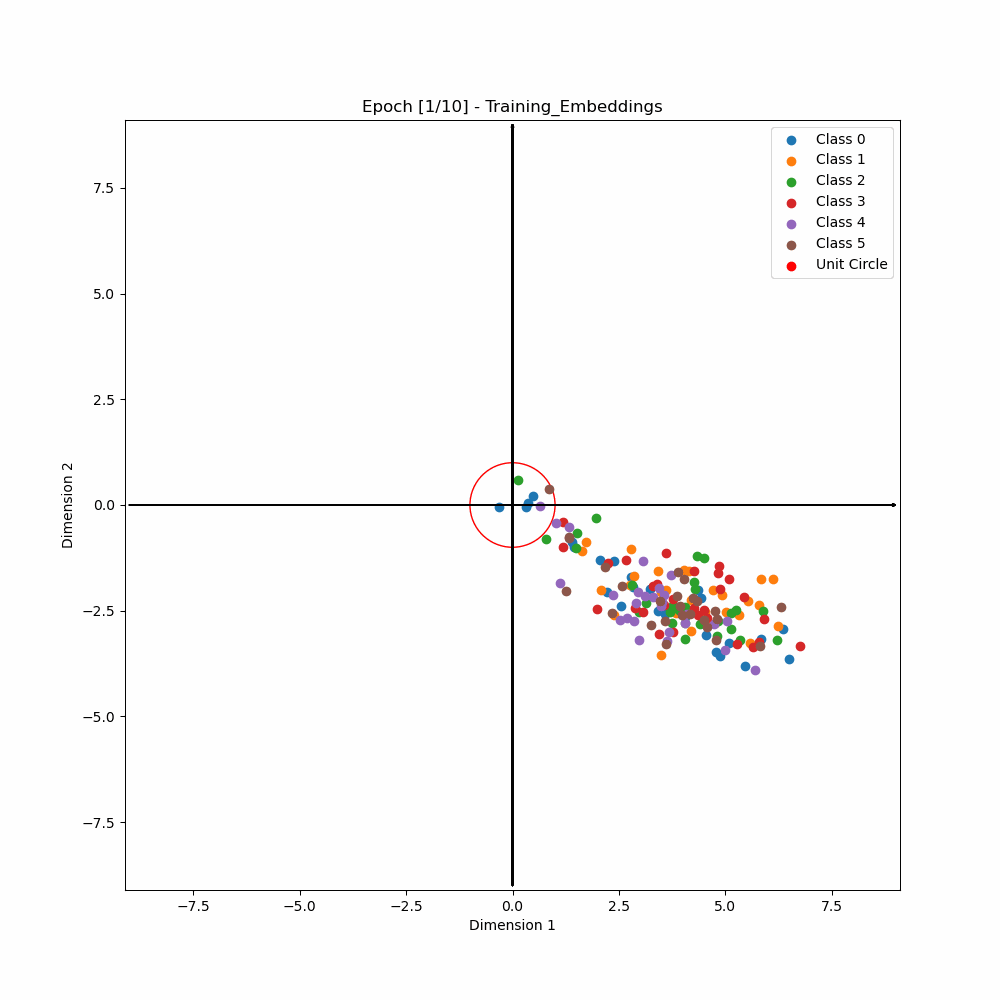 Epoch [1/10] - Training_Embeddings
Class 0
Class 1
Class 2
Class 3
Class 4
Class 5
Unit Circle
7.5
5.0
2.5
0.0
−2.5
−5.0
−7.5
Dimension 2
−7.5 −5.0 −2.5 0.0 2.5 5.0 7.5
Dimension 1